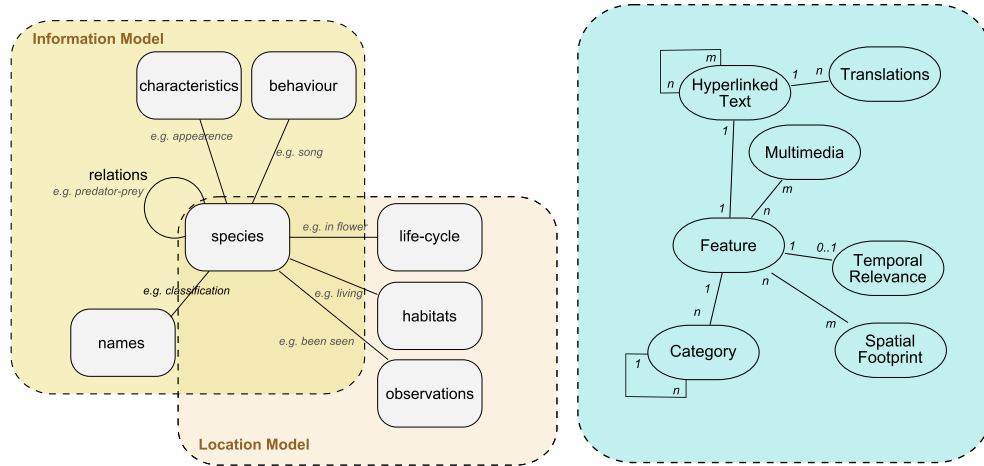 Information Model
characteristics
behaviour
e.g. appearence
e.g. song
relations
e.g. predator-prey
species
e.g. in flower
life-cycle
e.g. classification
e.g. living
habitats
names
e.g. been seen
observations
Location Model
m
n
Hyperlinked
Text
1
n
Translations
1
Multimedia
m
1
n
Feature
1
0..1
Temporal
Relevance
1
n
n
m
Spatial
Footprint
Category
1
n